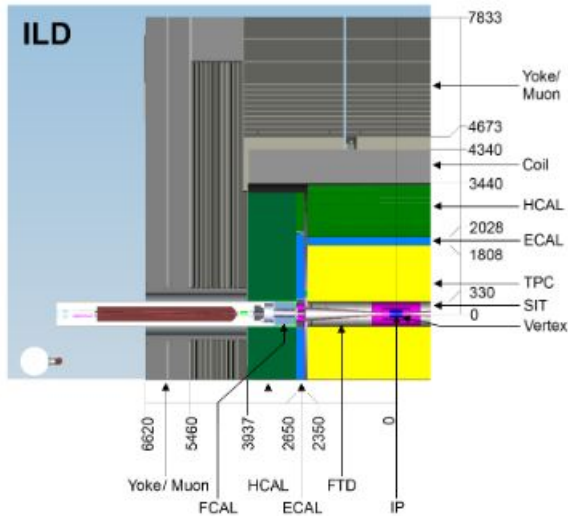 ILD
7833
Yoke/
Muon
4673
4340
Coil
3440
HCAL
2028
ECAL
1808
TPC
330
SIT
0
Vertex
6620
5460
3937
2650
2350
0
Yoke/ Muon
HCAL
FTD
FCAL
ECAL
IP